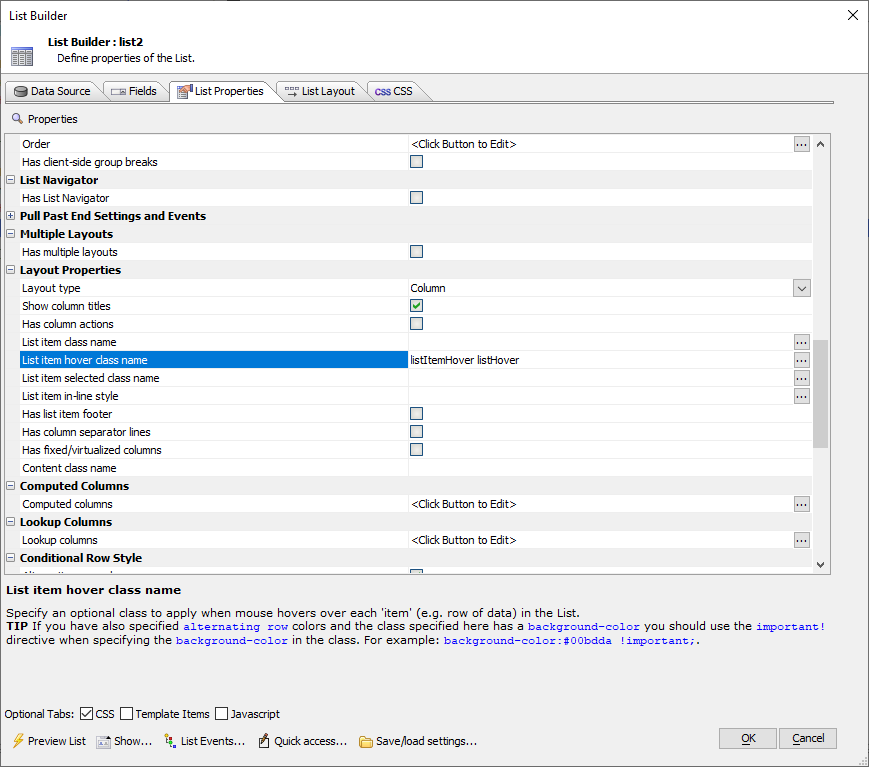 List Builder
List Builder : list2
Define properties of the List.
Data Source Fields List Properties List Layout CSS CSS
Properties
Order <Click Button to Edit> ...
Has client-side group breaks
List Navigator
Has List Navigator
Pull Past End Settings and Events
Multiple Layouts
Has multiple layouts
Layout Properties
Layout type Column
Show column titles
Has column actions
List item class name ...
List item hover class name listItemHover listHover ...
List item selected class name ...
List item in-line style ...
Has list item footer
Has column separator lines
Has fixed/virtualized columns
Content class name
Computed Columns
Computed columns <Click Button to Edit> ...
Lookup Columns
Lookup columns <Click Button to Edit> ...
Conditional Row Style
List item hover class name
Specify an optional class to apply when mouse hovers over each 'item' (e.g. row of data) in the List.
TIP If you have also specified alternating row colors and the class specified here has a background-color you should use the important!
directive when specifying the background-color in the class. For example: background-color:#00bdda !important;.
Optional Tabs: CSS Template Items Javascript
Preview List Show... List Events... Quick access... Save/load settings... OK Cancel